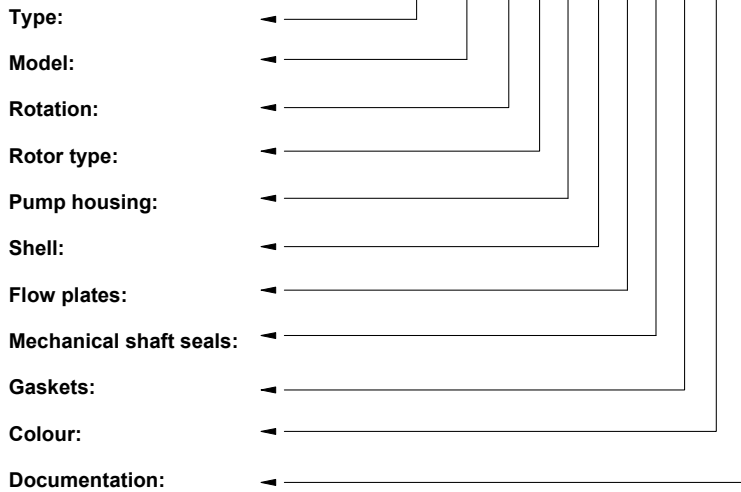 Type:
Model:
Rotation:
Rotor type:
Pump housing:
Shell:
Flow plates:
Mechanical shaft seals:
Gaskets:
Colour:
Documentation: